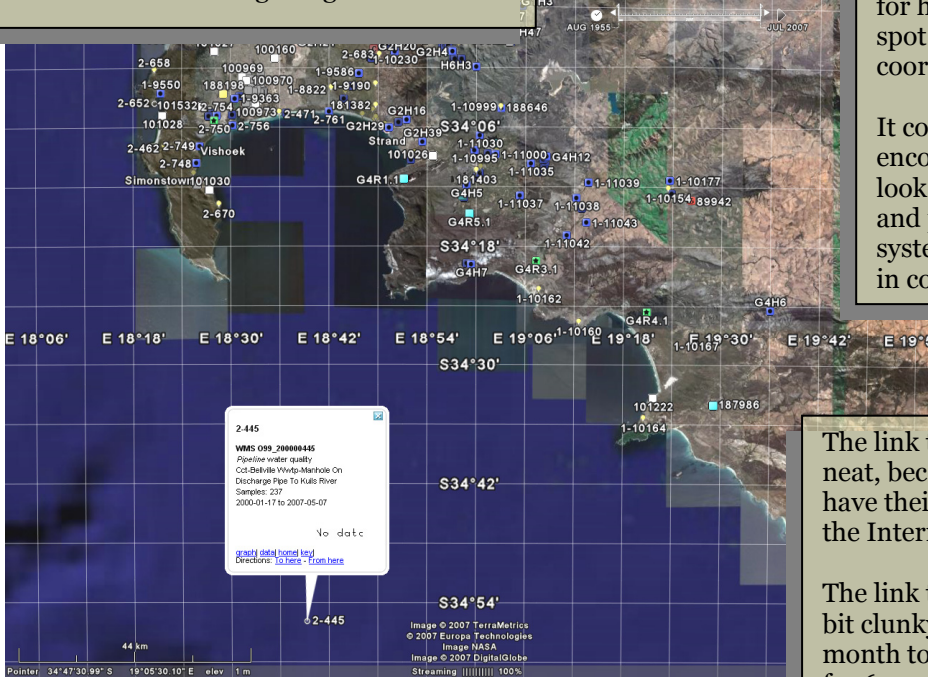 AUG 1955
JUL 2007
H47
100160
G2H20
G2H4
2-683
1-10230
H6H3
2-658
100969
1-9586
1-9550
188198
100970
1-8822
1-9190
1-9363
2-754
100973
2-471
2-761
181382
G2H16
1-10999
188646
101028
2-750
2-756
G2H29
G2H39
S34°06'
2-462
2-749
Vishoek
Strand
1-11030
2-748
101026
1-10995
1-11000
G4H12
1-11035
Simonstown
101030
G4R1.1
181403
G4H5
1-11039
1-10177
2-670
1-11037
1-11038
1-10154
G4R5.1
1-11043
S34°18'
1-11042
G4H7
G4R3.1
1-10162
G4H6
G4R4.1
1-10160
E 18°06'
E 18°18'
E 18°30'
E 18°42'
E 18°54'
E 19°06'
E 19°18'
E 19°30'
E 19°42'
1-10167
S34°30'
101222
187986
1-10164
2-445
WMS O99_200000445
Pipeline water quality
Cct-Bellville Wwtp-Manhole On
Discharge Pipe To Kuils River
Samples: 237
2000-01-17 to 2007-05-07
No datc
graph| data| home| key|
Directions: To here - From here
S34°42'
S34°54'
2-445
Image © 2007 TerraMetrics
© 2007 Europa Technologies
Image NASA
Image © 2007 DigitalGlobe
44 km
Pointer 34°47'30.99" S 19°05'30.10" E elev 1 m
Streaming |||||||||| 100%
spot
coor
It co
look
and
syste
in co
The link
neat, bec
have thei
the Inter
The link
bit clunky
month to